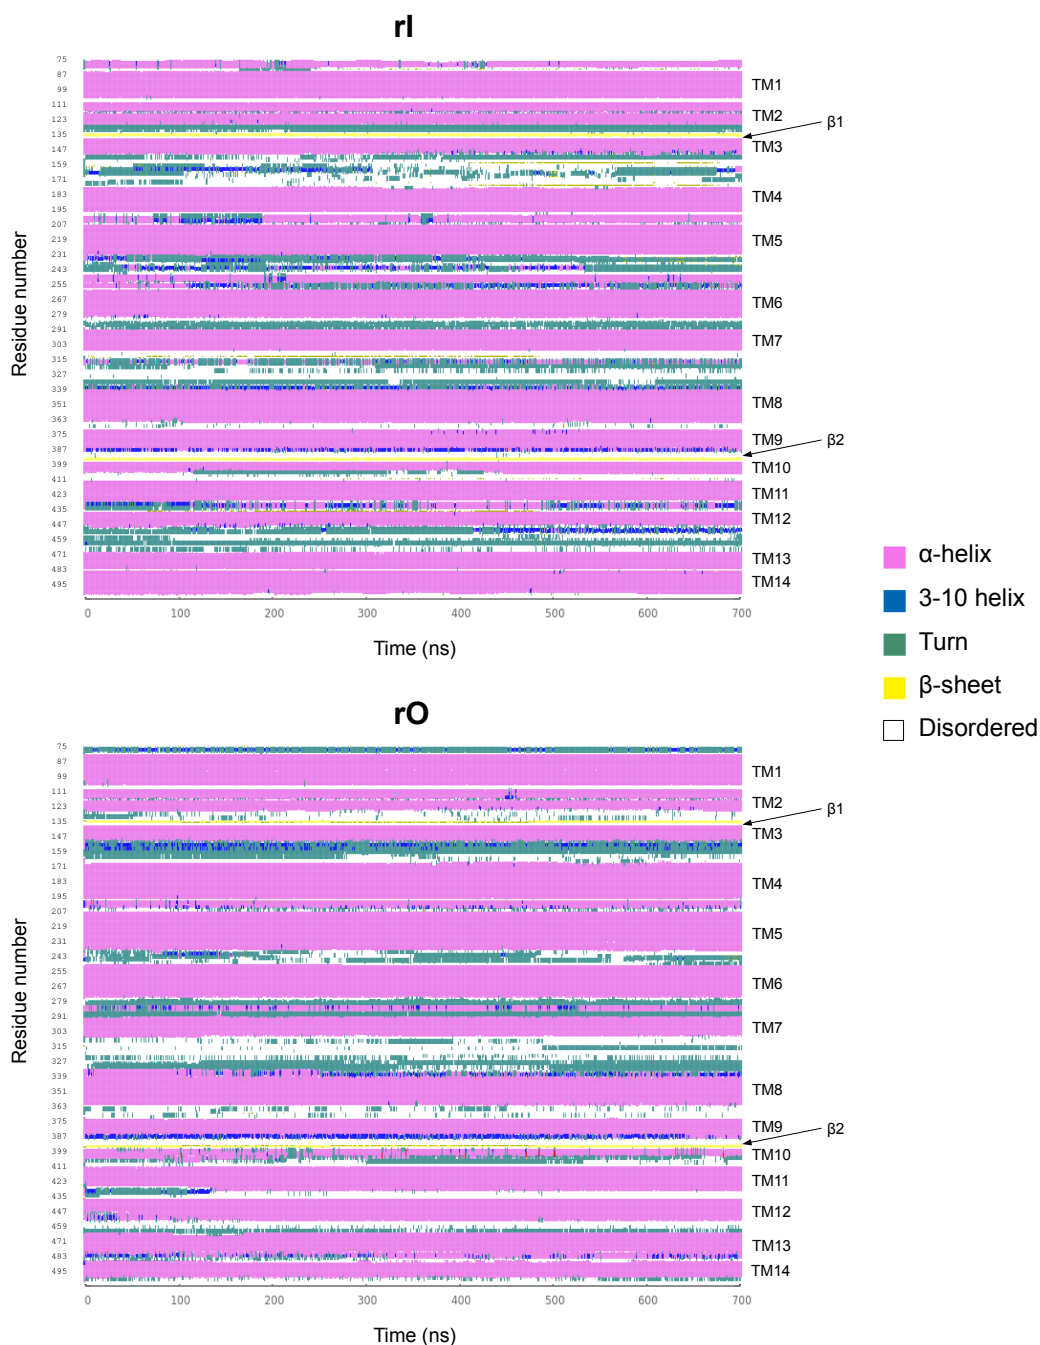 rI
75
87
99
TM1
111
TM2
123
β1
135
147
TM3
159
171
183
TM4
195
207
219
TM5
231
243
255
267
TM6
279
291
303
TM7
315
327
339
351
TM8
363
375
TM9
β2
387
399
TM10
411
423
TM11
435
447
TM12
459
471
TM13
483
495
TM14
0 100 200 300 400 500 600 700
Residue number
Time (ns)
α-helix
3-10 helix
Turn
β-sheet
Disordered
rO
75
87
99
TM1
111
TM2
123
β1
135
147
TM3
159
171
183
TM4
195
207
219
TM5
231
243
255
267
TM6
279
291
303
TM7
315
327
339
351
TM8
363
375
TM9
β2
387
399
TM10
411
423
TM11
435
447
TM12
459
471
TM13
483
495
TM14
0 100 200 300 400 500 600 700
Residue number
Time (ns)